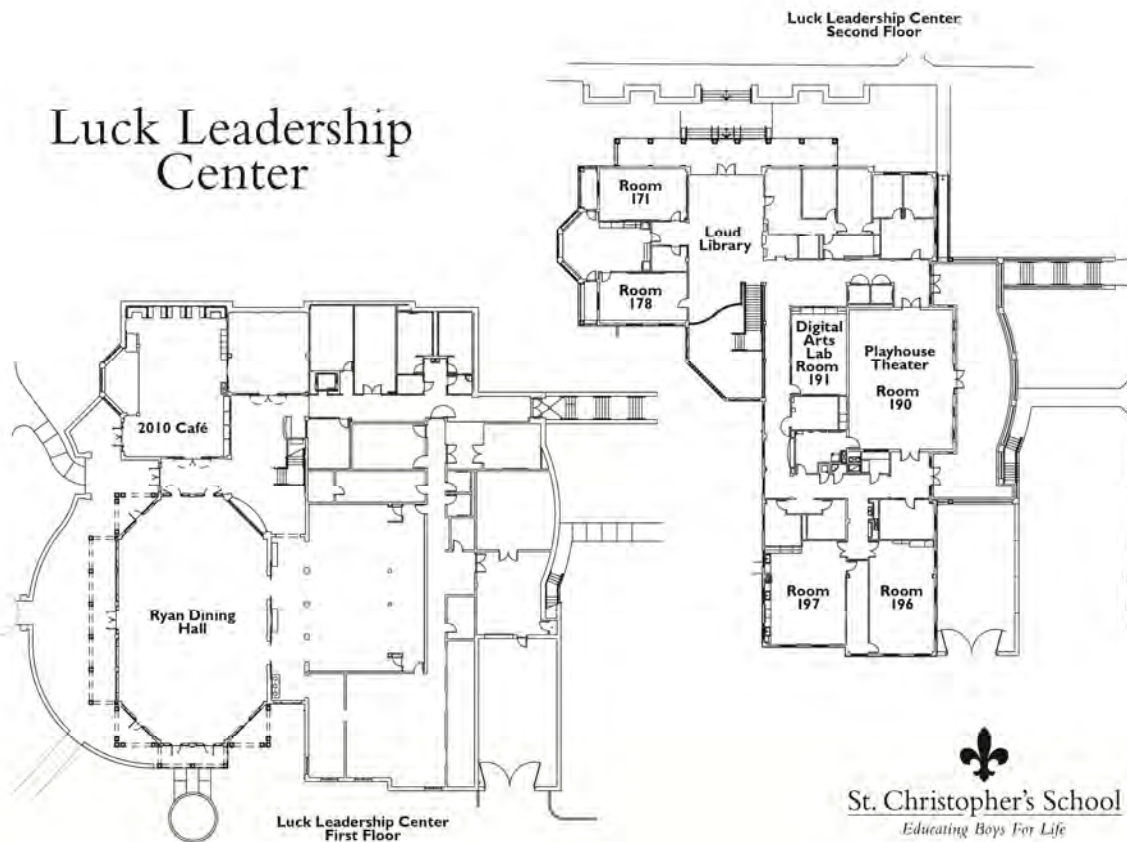 Luck Leadership Center
Second Floor
Luck Leadership
Center
Room
171
Loud
Library
Room
178
Digital
Arts
Lab
Room
191
Playhouse
Theater
Room
190
2010 Café
Ryan Dining
Hall
Room
197
Room
196
Luck Leadership Center
First Floor
St. Christopher's School
Educating Boys For Life